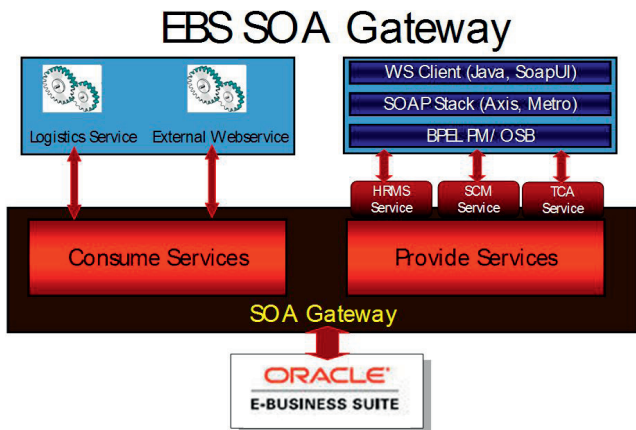 EBS SOA Gateway
Logistics Service
External Webservice
WS Client (Java, SoapUI)
SOAP Stack (Axis, Metro)
BPEL PM/ OSB
HRMS
Service
SCM
Service
TCA
Service
Consume Services
Provide Services
SOA Gateway
ORACLE
E-BUSINESS SUITE